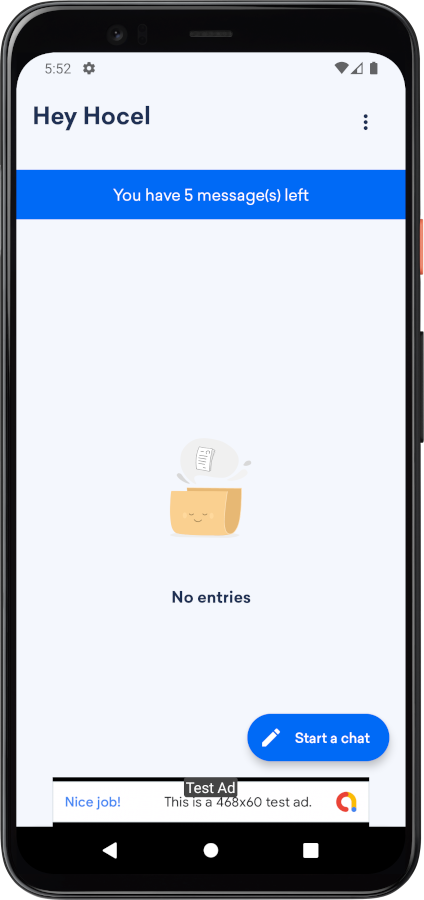 5:52
Hey Hocel
You have 5 message(s) left
No entries
Start a chat
Test Ad
Nice job! This is a 468x60 test ad.